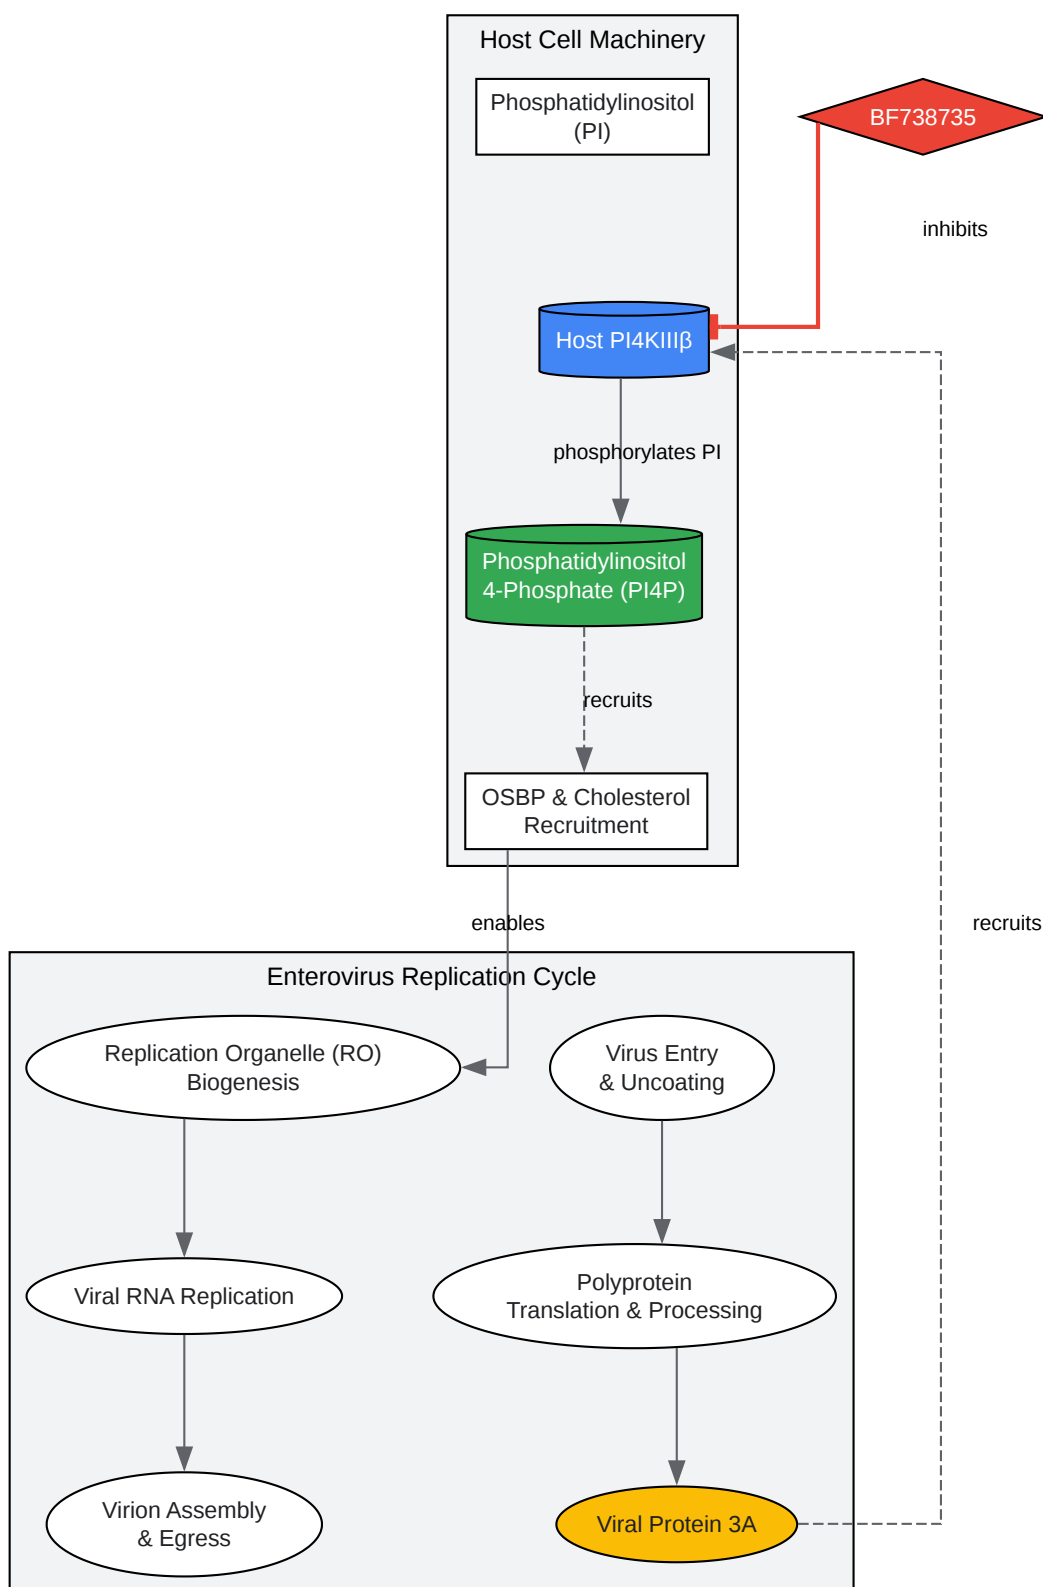 Host Cell Machinery
Phosphatidylinositol
(PI)
BF738735
inhibits
Host PI4KIIIβ
phosphorylates PI
Phosphatidylinositol
4-Phosphate (PI4P)
recruits
OSBP & Cholesterol
Recruitment
enables
recruits
Enterovirus Replication Cycle
Replication Organelle (RO)
Biogenesis
Virus Entry
& Uncoating
Viral RNA Replication
Polyprotein
Translation & Processing
Virion Assembly
& Egress
Viral Protein 3A